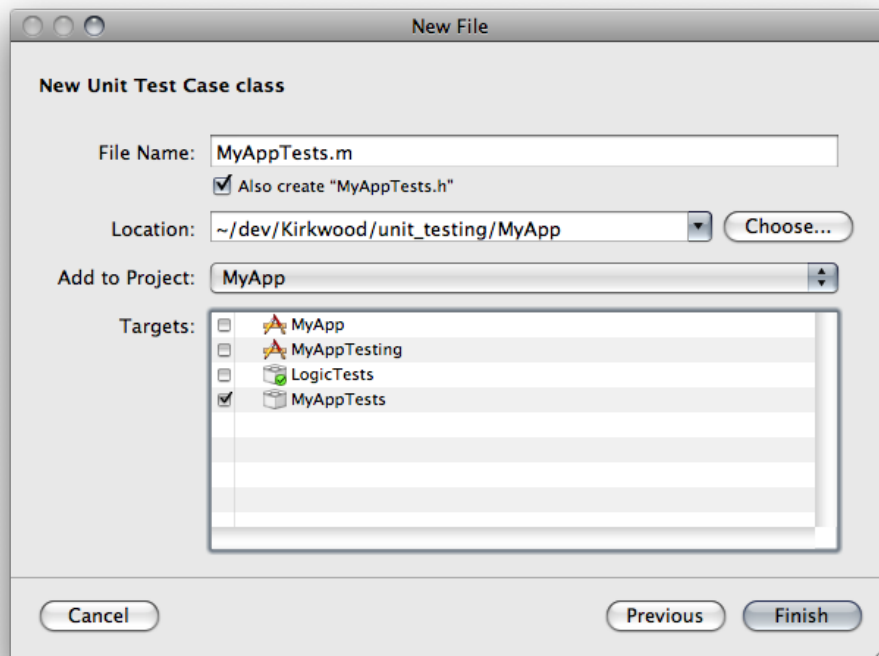 New File
New Unit Test Case class
File Name: MyAppTests.m
Also create "MyAppTests.h"
Location: ~/dev/Kirkwood/unit_testing/MyApp Choose...
Add to Project: MyApp
Targets: MyApp
MyAppTesting
LogicTests
MyAppTests
Cancel Previous Finish